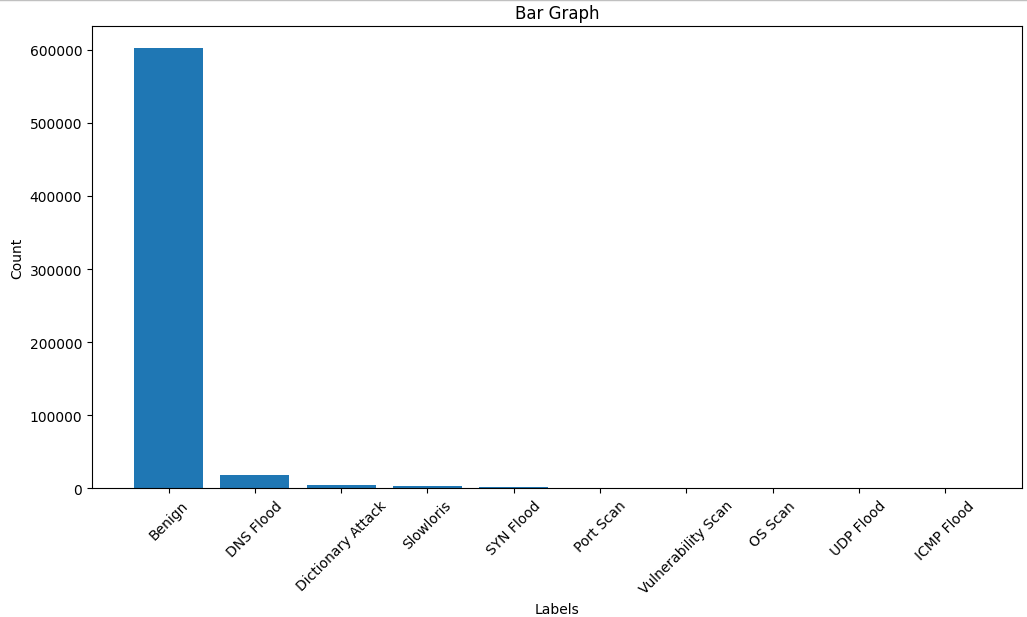 Bar Graph
600000
500000
400000
300000
200000
100000
0
Count
Benign
DNS Flood
Dictionary Attack
Slowloris
SYN Flood
Port Scan
Vulnerability Scan
OS Scan
UDP Flood
ICMP Flood
Labels